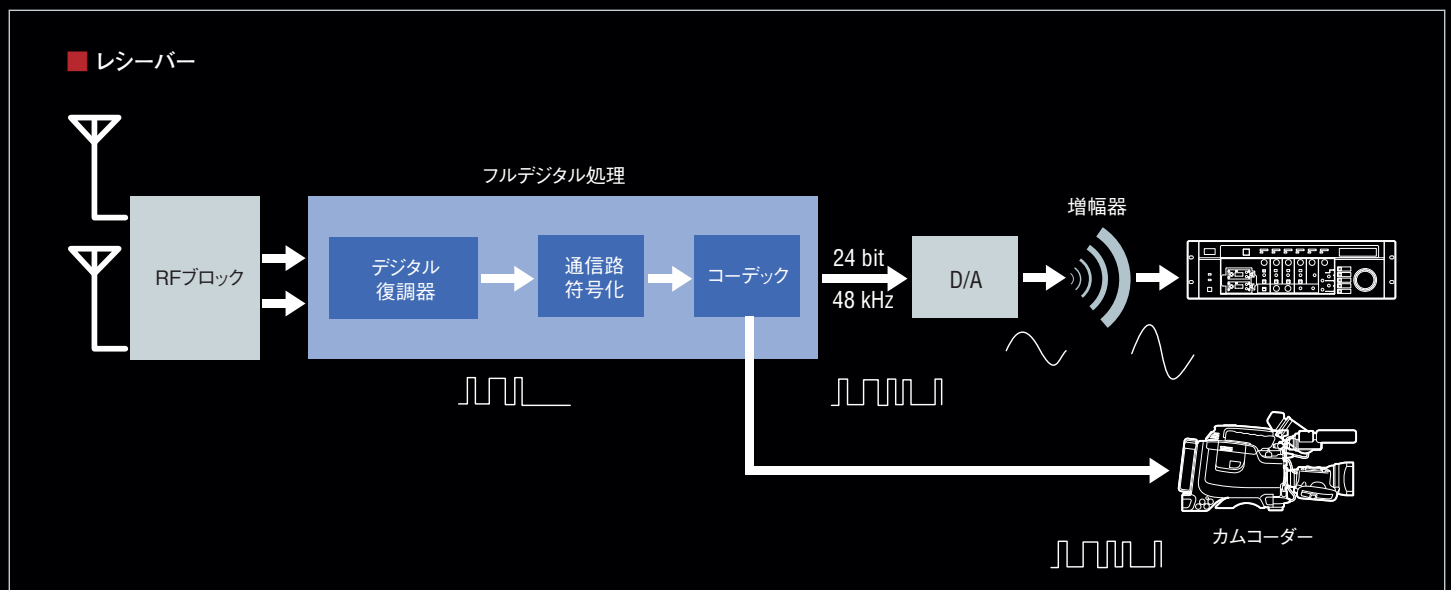 レシーバー
フルデジタル処理
増幅器
RFブロック
デジタル
復調器
通信路
符号化
コーデック
24 bit
48 kHz
D/A
カムコーダー